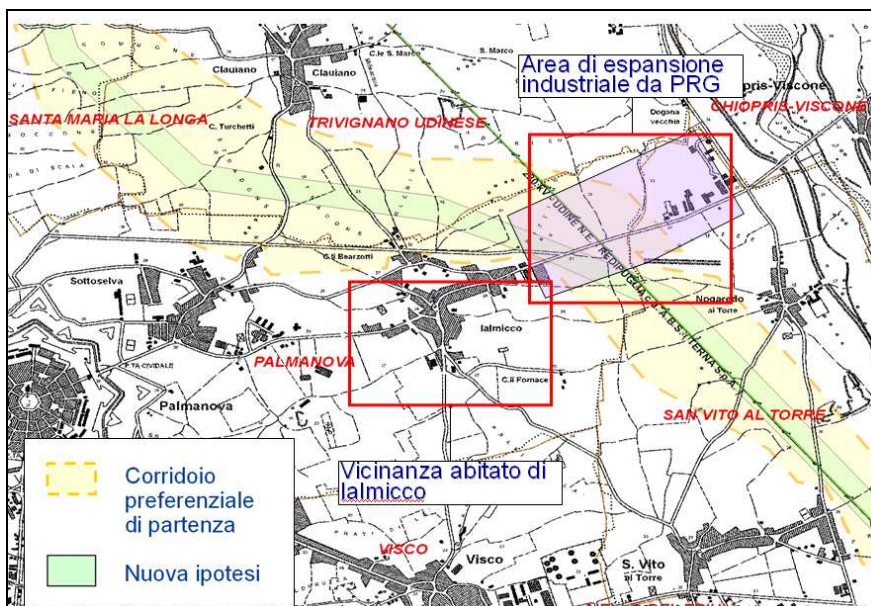 Area di espansione
industriale da PRG
Clauiano
Clauiano
C.le S. Marco
S. Marco
Dogana
vecchia
CHIOPRIS-VISCONE
SANTA MARIA LA LONGA
C. Turchetti
TRIVIGNANO UDINESE
C.li Bearzotti
Sottoselva
Ialmicco
Nogaredo
al Torre
P.TA CIVIDALE
PALMANOVA
C.li Fornace
Palmanova
SAN VITO AL TORRE
Vicinanza abitato di
Ialmicco
Corridoio
preferenziale
di partenza
Nuova ipotesi
VISCO
Visco
S. Vito
al Torre